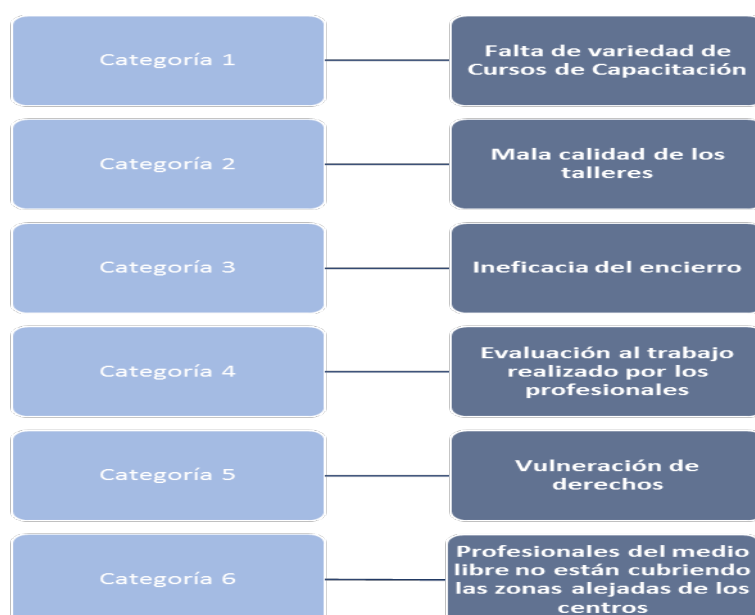 Categoría 1
Falta de variedad de
Cursos de Capacitación
Categoría 2
Mala calidad de los
talleres
Categoría 3
Ineficacia del encierro
Categoría 4
Evaluación al trabajo
realizado por los
profesionales
Categoría 5
Vulneración de
derechos
Categoría 6
Profesionales del medio
libre no están cubriendo
las zonas alejadas de los
centros